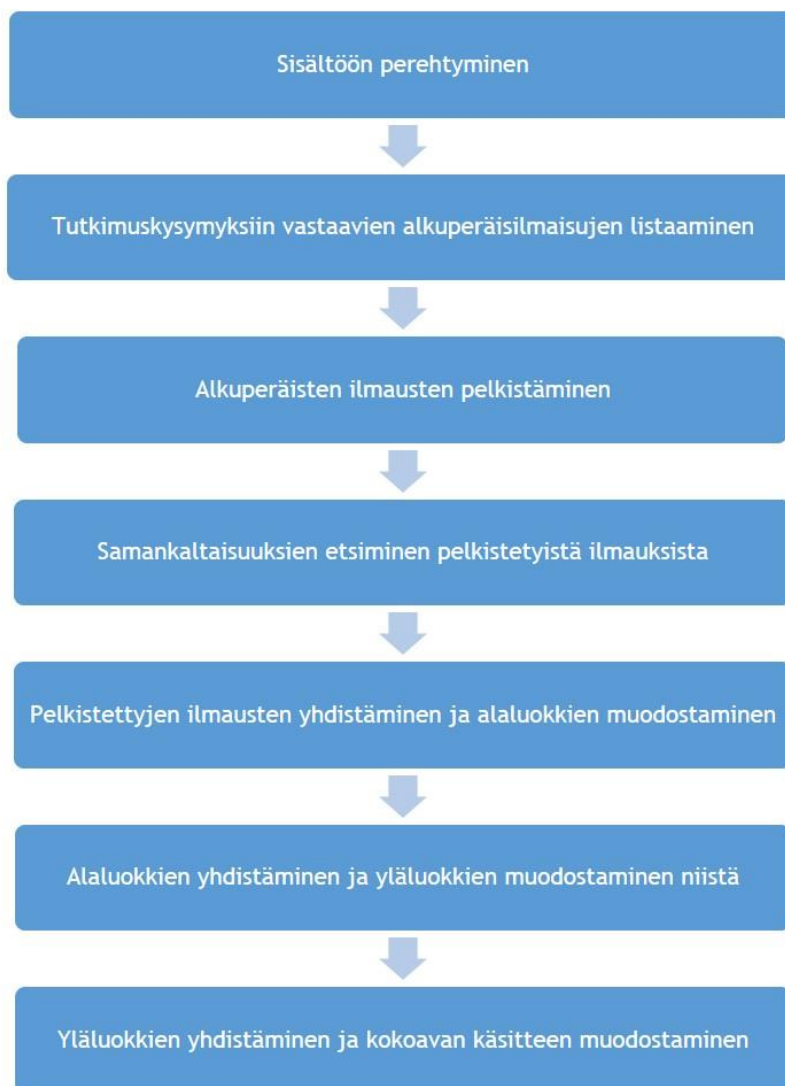 Sisältöön perehtyminen
Tutkimuskysymyksiin vastaavien alkuperäisilmaisujen listaaminen
Alkuperäisten ilmausten pelkistäminen
Samankaltaisuuksien etsiminen pelkistetyistä ilmauksista
Pelkistettyjen ilmausten yhdistäminen ja alaluokkien muodostaminen
Alaluokkien yhdistäminen ja yläluokkien muodostaminen niistä
Yläluokkien yhdistäminen ja kokoavan käsitteen muodostaminen